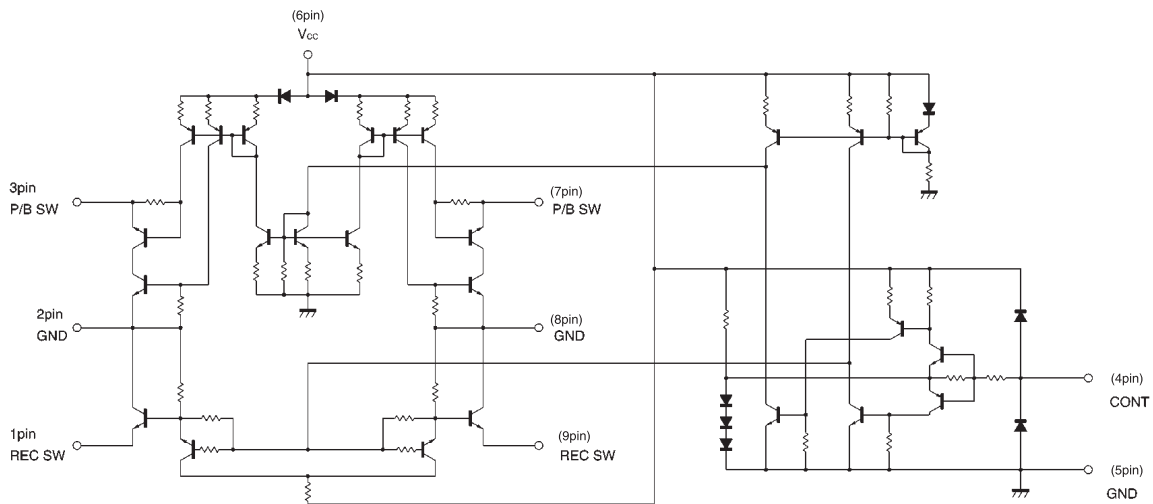 (6pin)
Vcc
3pin
P/B SW
(7pin)
P/B SW
2pin
GND
(8pin)
GND
(4pin)
CONT
1pin
REC SW
(9pin)
REC SW
(5pin)
GND